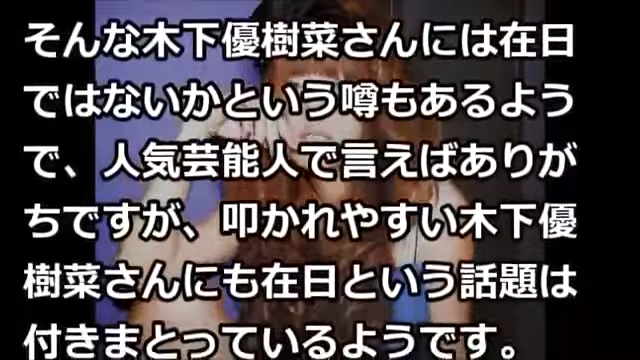 そんな木下優樹菜さんには在日
ではないかという噂もあるよう
で、人気芸能人で言えばありが
ちですが、叩かれやすい木下優
樹菜さんにも在日という話題は
付きまとっているようです。